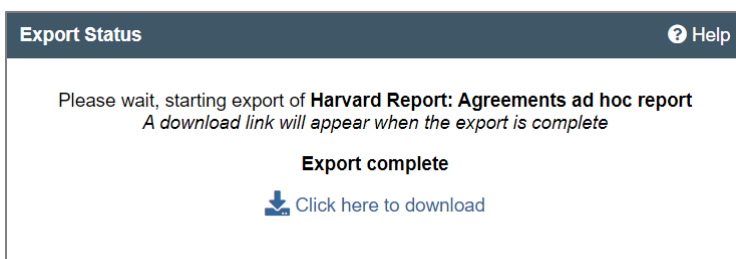 Export Status
Help
Please wait, starting export of Harvard Report: Agreements ad hoc report
A download link will appear when the export is complete
Export complete
Click here to download